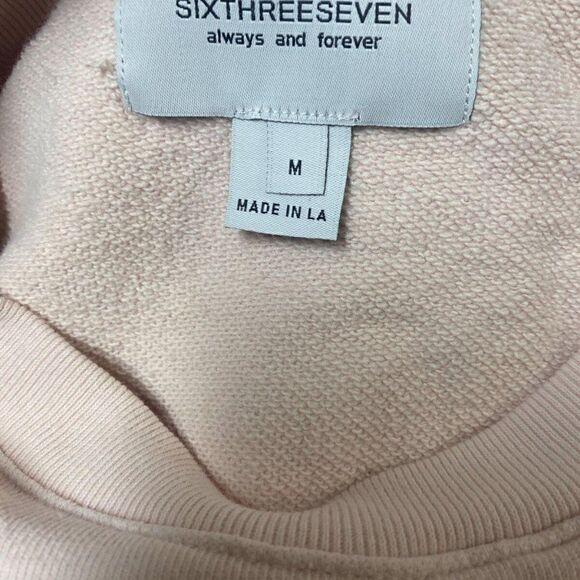 SIXTHREESEVEN
always and forever
M
MADE IN LA